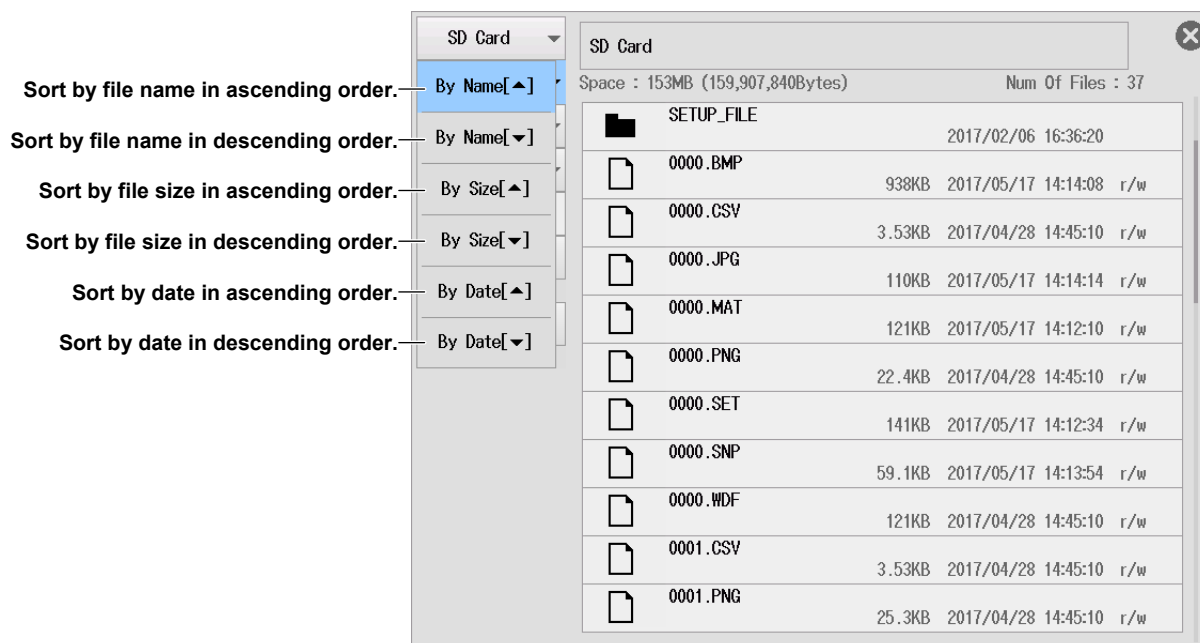 SD Card
SD Card
Space : 153MB (159,907,840Bytes) Num Of Files : 37
Sort by file name in ascending order. By Name[▲]
Sort by file name in descending order. By Name[▼]
Sort by file size in ascending order. By Size[▲]
Sort by file size in descending order. By Size[▼]
Sort by date in ascending order. By Date[▲]
Sort by date in descending order. By Date[▼]
SETUP_FILE
2017/02/06 16:36:20
0000.BMP
938KB 2017/05/17 14:14:08 r/w
0000.CSV
3.53KB 2017/04/28 14:45:10 r/w
0000.JPG
110KB 2017/05/17 14:14:14 r/w
0000.MAT
121KB 2017/05/17 14:12:10 r/w
0000.PNG
22.4KB 2017/04/28 14:45:10 r/w
0000.SET
141KB 2017/05/17 14:12:34 r/w
0000.SNP
59.1KB 2017/05/17 14:13:54 r/w
0000.WDF
121KB 2017/04/28 14:45:10 r/w
0001.CSV
3.53KB 2017/04/28 14:45:10 r/w
0001.PNG
25.3KB 2017/04/28 14:45:10 r/w